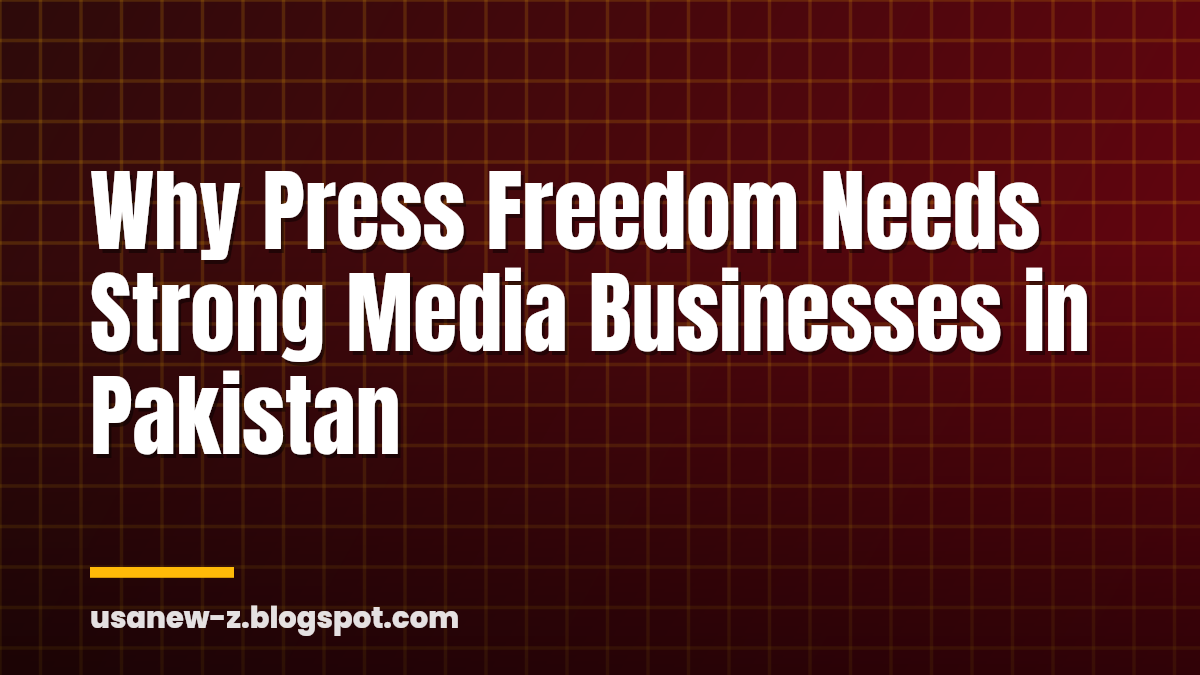 Why Press Freedom Needs
Strong Media Businesses in
Pakistan
usanew-z.blogspot.com